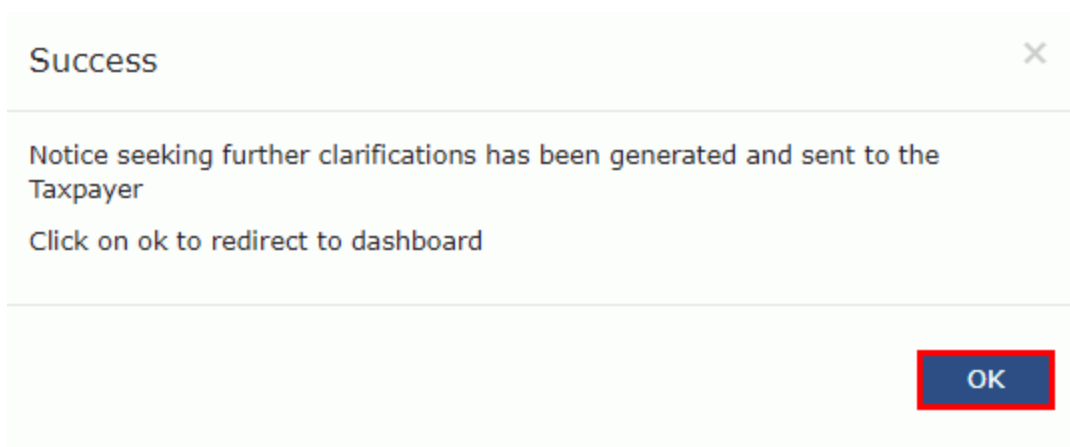 Success
Notice seeking further clarifications has been generated and sent to the
Taxpayer
Click on ok to redirect to dashboard
OK